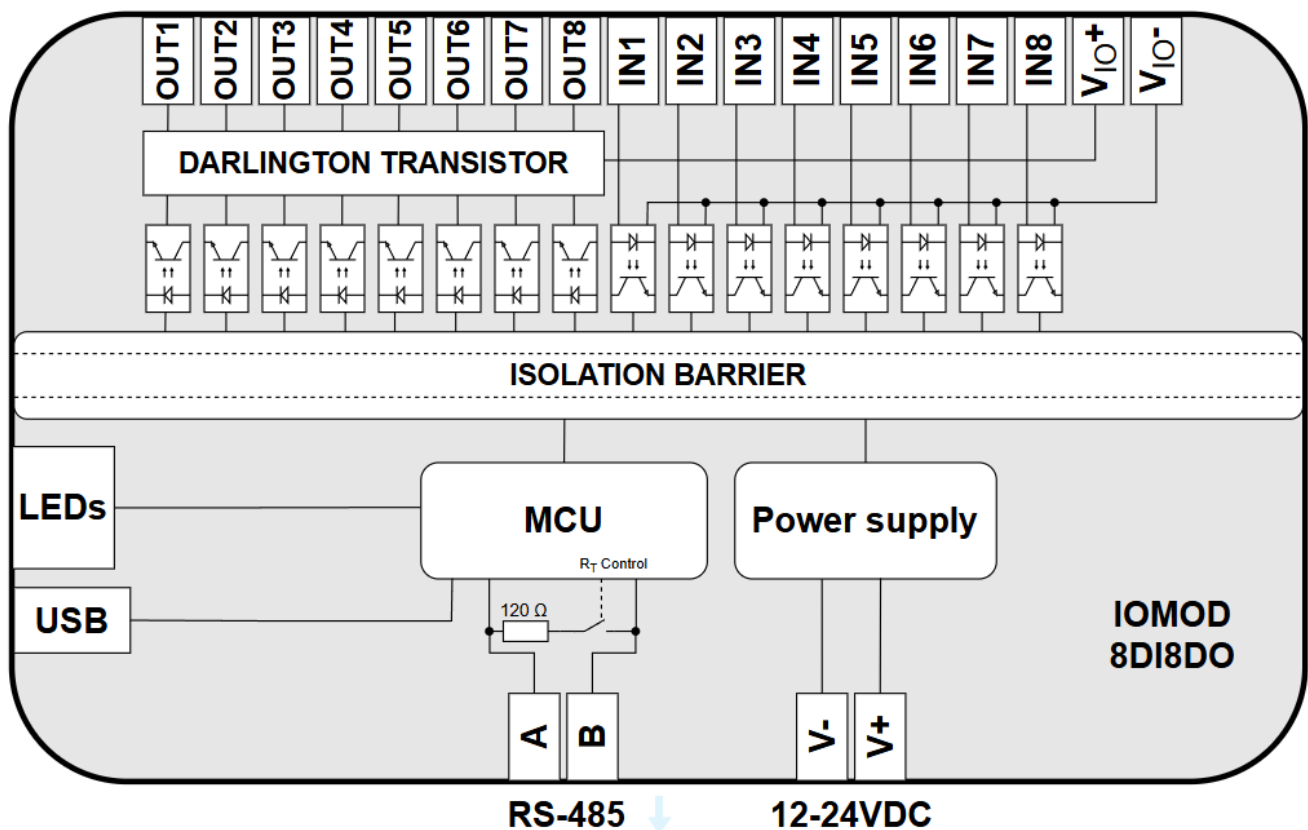 OUT1
OUT2
OUT3
OUT4
OUT5
OUT6
OUT7
OUT8
IN1
IN2
IN3
IN4
IN5
IN6
IN7
IN8
VIO+
VIO-
DARLINGTON TRANSISTOR
ISOLATION BARRIER
LEDs
MCU
Power supply
RT Control
USB
120 Ω
IOMOD
8DI8DO
A
B
V-
V+
RS-485
12-24VDC